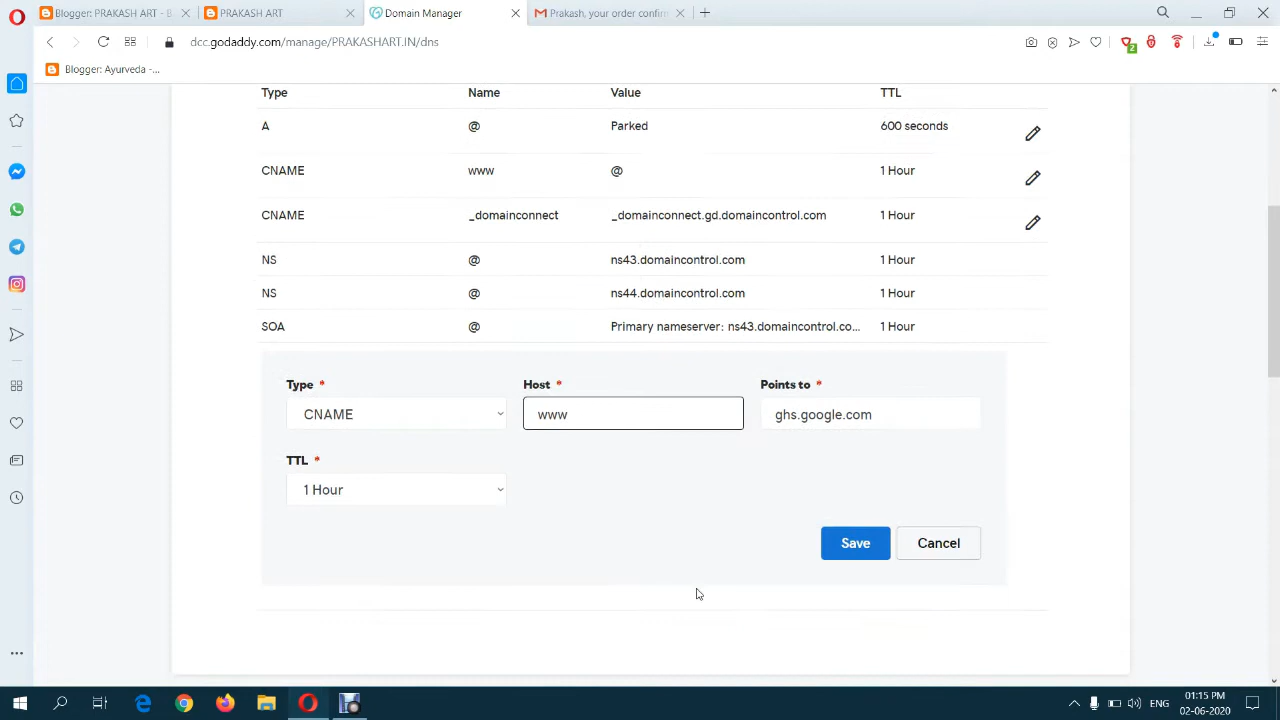 Blogger: PRAKASH ART - B
PRAKASH ART
Domain Manager
Prakash, your order confirm
dcc.godaddy.com/manage/PRAKASHART.IN/dns
2
Blogger: Ayurveda -...
Type Name Value TTL
A @ Parked 600 seconds
CNAME www @ 1 Hour
CNAME _domainconnect _domainconnect.gd.domaincontrol.com 1 Hour
NS @ ns43.domaincontrol.com 1 Hour
NS @ ns44.domaincontrol.com 1 Hour
SOA @ Primary nameserver: ns43.domaincontrol.co... 1 Hour
Type * Host * Points to *
CNAME www ghs.google.com
TTL *
1 Hour
Save Cancel
ENG
01:15 PM
02-06-2020